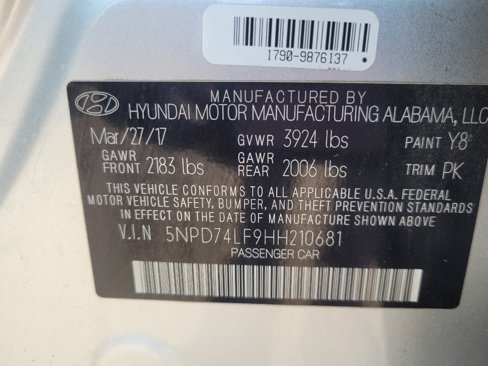 1790-9876137
MANUFACTURED BY
HYUNDAI MOTOR MANUFACTURING ALABAMA, LLC
Mar/27/17 GVWR 3924 lbs PAINT Y8
GAWR FRONT 2183 lbs GAWR REAR 2006 lbs TRIM PK
THIS VEHICLE CONFORMS TO ALL APPLICABLE U.S.A. FEDERAL
MOTOR VEHICLE SAFETY, BUMPER, AND THEFT PREVENTION
STANDARDS IN EFFECT ON THE DATE OF MANUFACTURE SHOWN ABOVE
V.I.N 5NPD74LF9HH210681
PASSENGER CAR